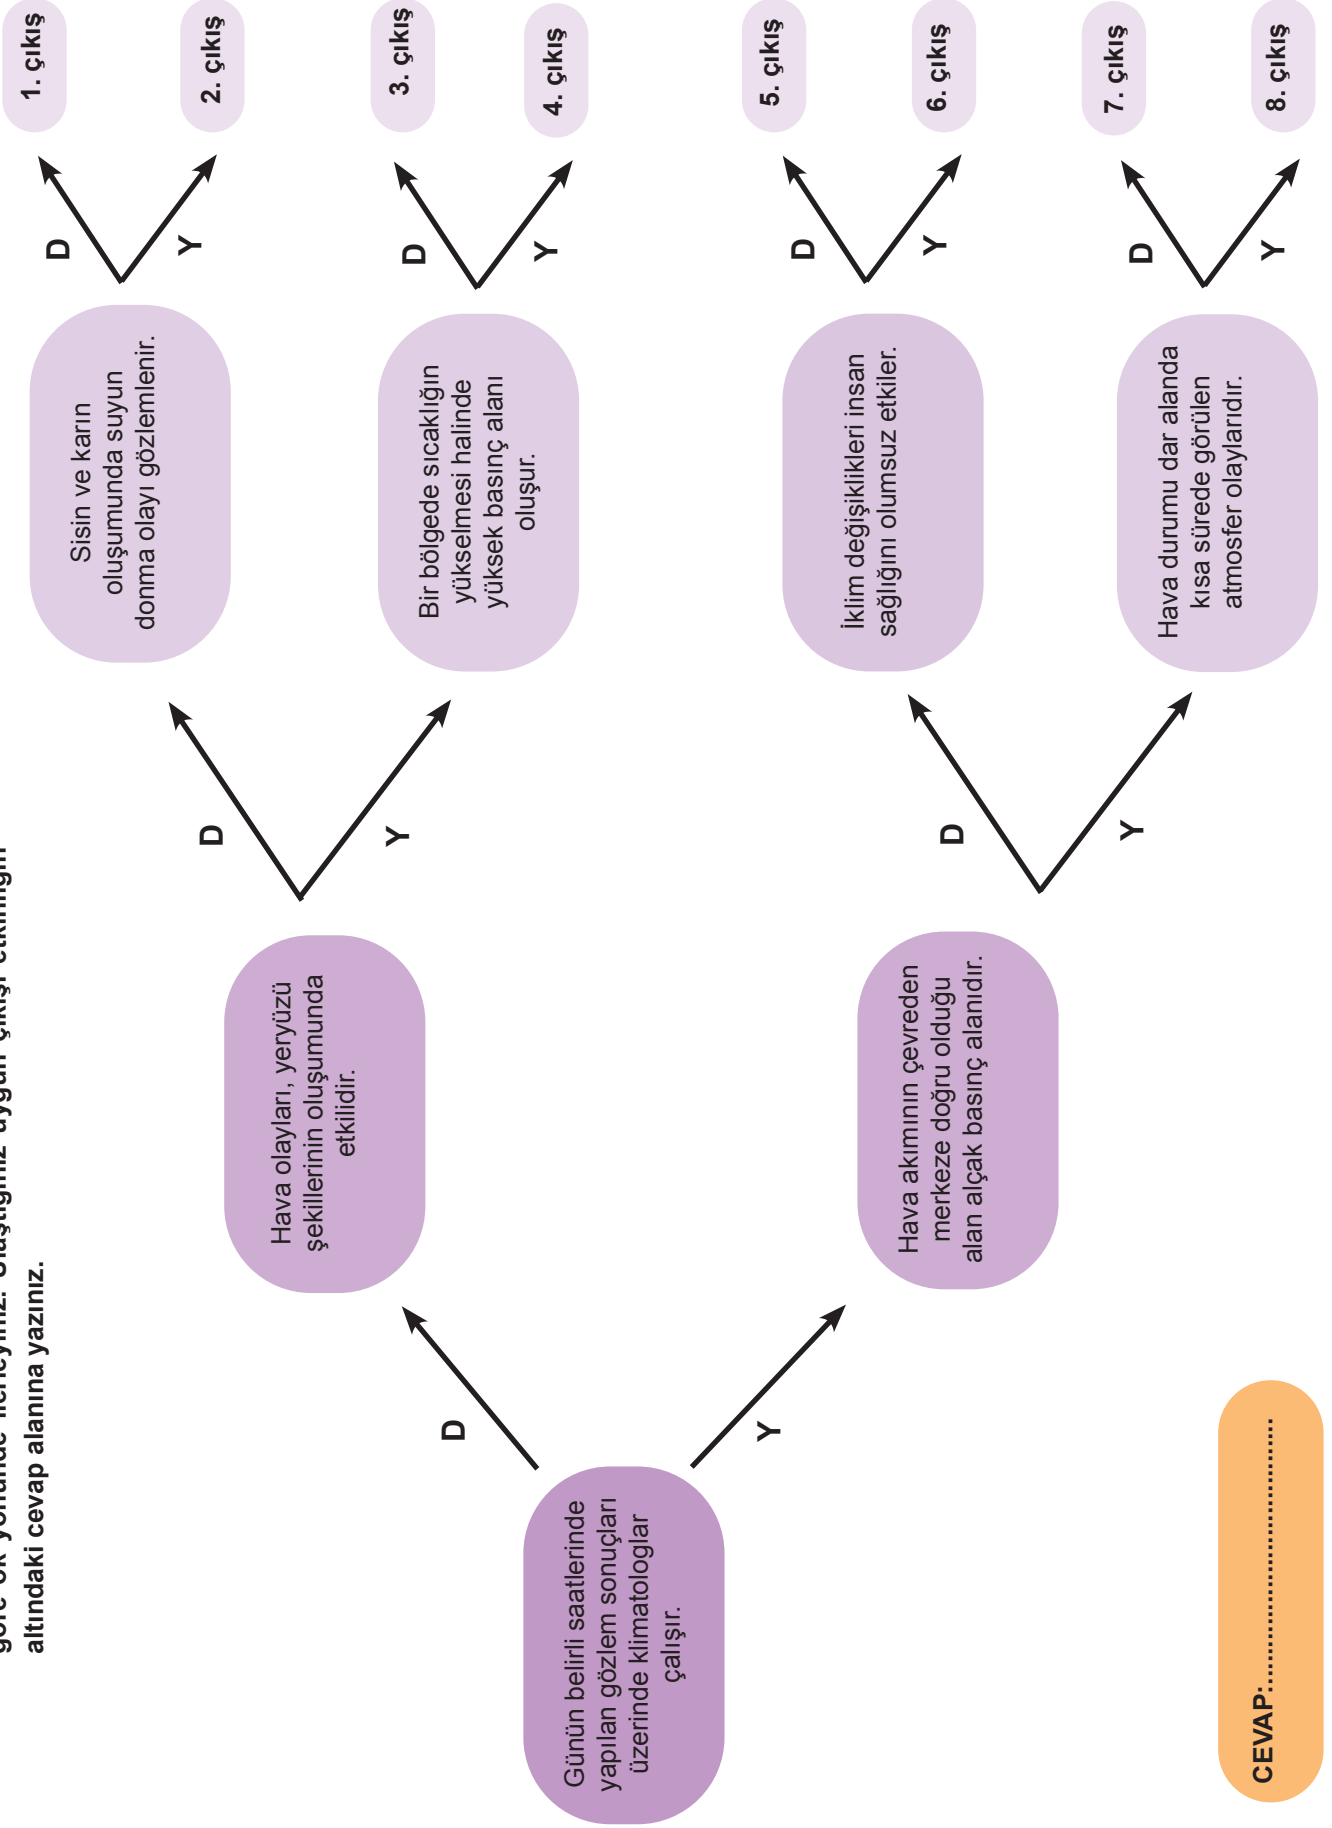 altındaki cevap alanına yazınız.
Günün belirli saatlerinde
yapılan gözlem sonuçları
üzerinde klimatologlar
çalışır.
D
Y
Hava olayları, yeryüzü
şekillerinin oluşumunda
etkilidir.
D
Y
Hava akımının çevreden
merkeze doğru olduğu
alan alçak basınç alanıdır.
D
Y
Sisin ve karın
oluşumunda suyun
donma olayı gözlemlenir.
D
Y
Bir bölgede sıcaklığın
yükselmesi halinde
yüksek basınç alanı
oluşur.
D
Y
İklim değişiklikleri insan
sağlığını olumsuz etkiler.
D
Y
Hava durumu dar alanda
kısa sürede görülen
atmosfer olaylarıdır.
D
Y
1. çıkış
2. çıkış
3. çıkış
4. çıkış
5. çıkış
6. çıkış
7. çıkış
8. çıkış
CEVAP:......................................